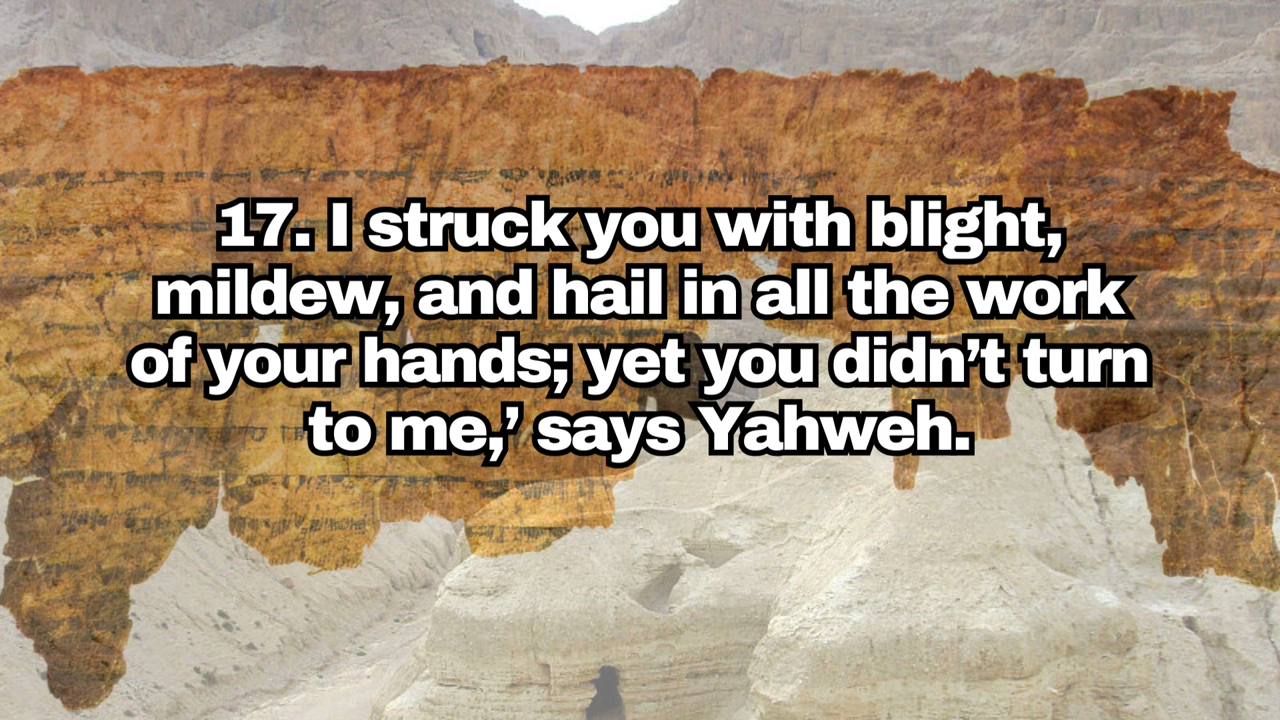 17. I struck you with blight,
mildew, and hail in all the work
of your hands; yet you didn’t turn
to me,’ says Yahweh.